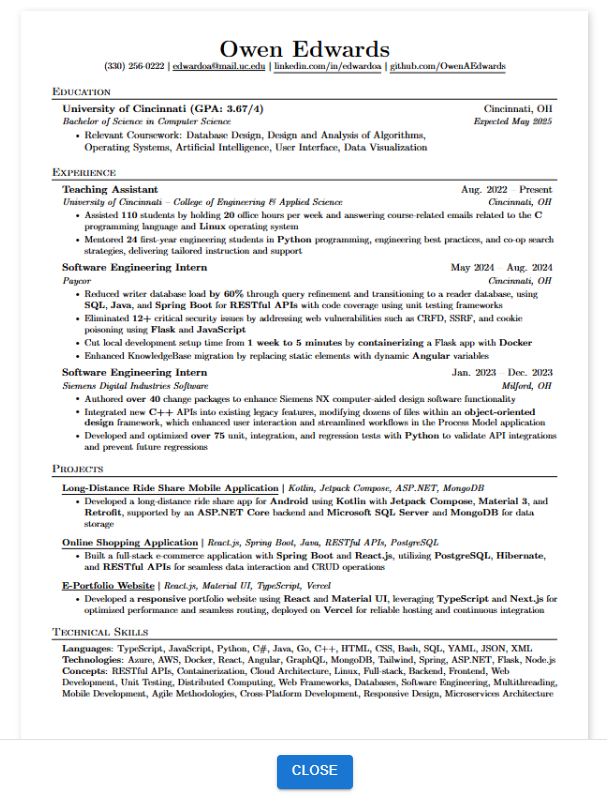 Owen Edwards
(330) 256-0222 | edwardoa@mail.uc.edu | linkedin.com/in/edwardoa | github.com/OwenAEdwards
Education
University of Cincinnati (GPA: 3.67/4) Cincinnati, OH
Bachelor of Science in Computer Science Expected May 2025
• Relevant Coursework: Database Design, Design and Analysis of Algorithms,
Operating Systems, Artificial Intelligence, User Interface, Data Visualization
Experience
Teaching Assistant Aug. 2022 – Present
University of Cincinnati – College of Engineering & Applied Science Cincinnati, OH
• Assisted 110 students by holding 20 office hours per week and answering course-related emails related to the C
programming language and Linux operating system
• Mentored 24 first-year engineering students in Python programming, engineering best practices, and co-op search
strategies, delivering tailored instruction and support
Software Engineering Intern May 2024 – Aug. 2024
Paycor Cincinnati, OH
• Reduced writer database load by 60% through query refinement and transitioning to a reader database, using
SQL, Java, and Spring Boot for RESTful APIs with code coverage using unit testing frameworks
• Eliminated 12+ critical security issues by addressing web vulnerabilities such as CRFD, SSRF, and cookie
poisoning using Flask and JavaScript
• Cut local development setup time from 1 week to 5 minutes by containerizing a Flask app with Docker
• Enhanced KnowledgeBase migration by replacing static elements with dynamic Angular variables
Software Engineering Intern Jan. 2023 – Dec. 2023
Siemens Digital Industries Software Milford, OH
• Authored over 40 change packages to enhance Siemens NX computer-aided design software functionality
• Integrated new C++ APIs into existing legacy features, modifying dozens of files within an object-oriented
design framework, which enhanced user interaction and streamlined workflows in the Process Model application
• Developed and optimized over 75 unit, integration, and regression tests with Python to validate API integrations
and prevent future regressions
Projects
Long-Distance Ride Share Mobile Application | Kotlin, Jetpack Compose, ASP.NET, MongoDB
• Developed a long-distance ride share app for Android using Kotlin with Jetpack Compose, Material 3, and
Retrofit, supported by an ASP.NET Core backend and Microsoft SQL Server and MongoDB for data
storage
Online Shopping Application | React.js, Spring Boot, Java, RESTful APIs, PostgreSQL
• Built a full-stack e-commerce application with Spring Boot and React.js, utilizing PostgreSQL, Hibernate,
and RESTful APIs for seamless data interaction and CRUD operations
E-Portfolio Website | React.js, Material UI, TypeScript, Vercel
• Developed a responsive portfolio website using React and Material UI, leveraging TypeScript and Next.js for
optimized performance and seamless routing, deployed on Vercel for reliable hosting and continuous integration
Technical Skills
Languages: TypeScript, JavaScript, Python, C#, Java, Go, C++, HTML, CSS, Bash, SQL, YAML, JSON, XML
Technologies: Azure, AWS, Docker, React, Angular, GraphQL, MongoDB, Tailwind, Spring, ASP.NET, Flask, Node.js
Concepts: RESTful APIs, Containerization, Cloud Architecture, Linux, Full-stack, Backend, Frontend, Web
Development, Unit Testing, Distributed Computing, Web Frameworks, Databases, Software Engineering, Multithreading,
Mobile Development, Agile Methodologies, Cross-Platform Development, Responsive Design, Microservices Architecture
CLOSE